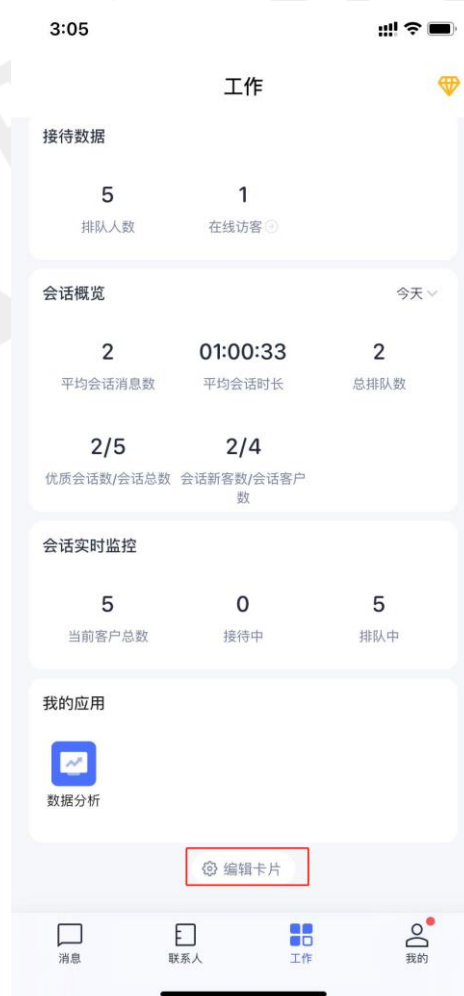 3:05
工作
接待数据
5 1
排队人数 在线访客
会话概览 今天
2 01:00:33 2
平均会话消息数 平均会话时长 总排队数
2/5 2/4
优质会话数/会话总数 会话新客数/会话客户
数
会话实时监控
5 0 5
当前客户总数 接待中 排队中
我的应用
数据分析
编辑卡片
消息 联系人 工作 我的